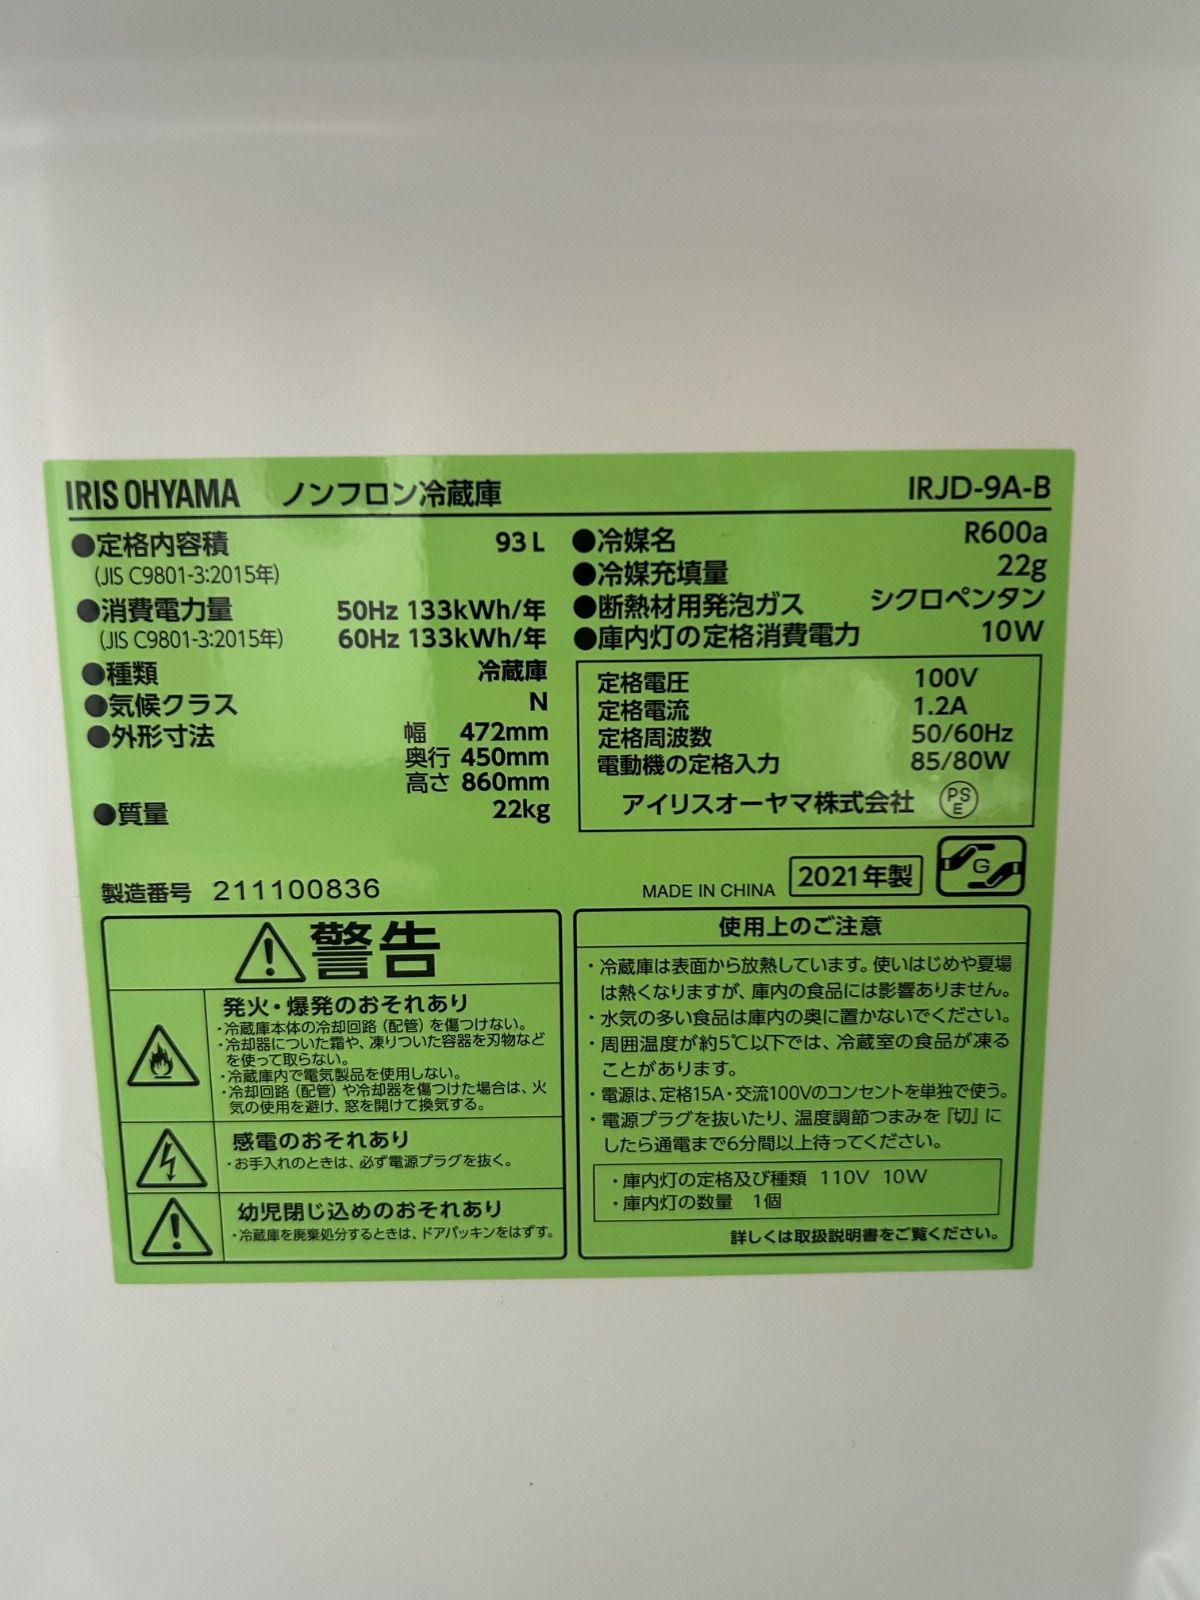 IRIS OHYAMA ノンフロン冷蔵庫 IRJD-9A-B
●定格内容積 93L
(JIS C9801-3:2015年)
●消費電力量 50Hz 133kWh/年
(JIS C9801-3:2015年) 60Hz 133kWh/年
●種類 冷蔵庫
●気候クラス N
●外形寸法 幅 472mm
奥行 450mm
高さ 860mm
●質量 22kg
●冷媒名 R600a
●冷媒充填量 22g
●断熱材用発泡ガス シクロペンタン
●庫内灯の定格消費電力 10W
定格電圧 100V
定格電流 1.2A
定格周波数 50/60Hz
電動機の定格入力 85/80W
アイリスオーヤマ株式会社 PSE
製造番号 211100836
MADE IN CHINA 2021年製 G
警告
発火・爆発のおそれあり
・冷蔵庫本体の冷却回路(配管)を傷つけない。
・冷却器についた霜や、凍りついた容器を刃物など
を使って取らない。
・冷蔵庫内で電気製品を使用しない。
・冷却回路(配管)や冷却器を傷つけた場合は、火
気の使用を避け、窓を開けて換気する。
感電のおそれあり
・お手入れのときは、必ず電源プラグを抜く。
幼児閉じ込めのおそれあり
・冷蔵庫を廃棄処分するときは、ドアパッキンをはずす。
使用上のご注意
・冷蔵庫は表面から放熱しています。使いはじめや夏場
は熱くなりますが、庫内の食品には影響ありません。
・水気の多い食品は庫内の奥に置かないでください。
・周囲温度が約5℃以下では、冷蔵室の食品が凍る
ことがあります。
・電源は、定格15A・交流100Vのコンセントを単独で使う。
・電源プラグを抜いたり、温度調節つまみを『切』に
したら通電まで6分間以上待ってください。
・庫内灯の定格及び種類 110V 10W
・庫内灯の数量 1個
詳しくは取扱説明書をご覧ください。